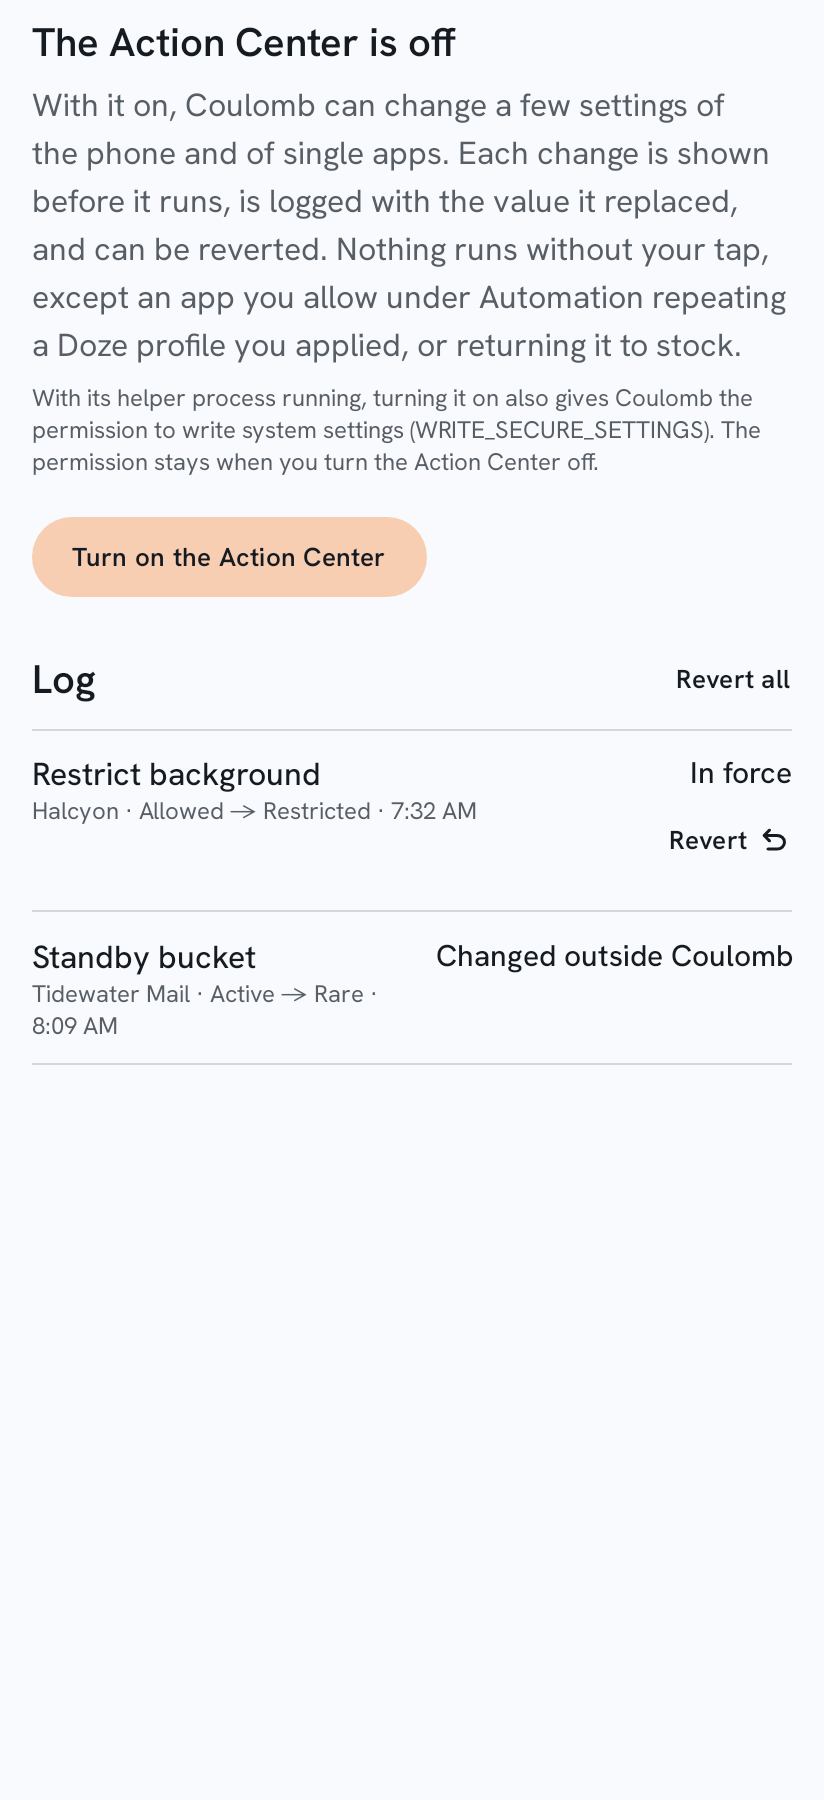 The Action Center is off
With it on, Coulomb can change a few settings of
the phone and of single apps. Each change is shown
before it runs, is logged with the value it replaced,
and can be reverted. Nothing runs without your tap,
except an app you allow under Automation repeating
a Doze profile you applied, or returning it to stock.
With its helper process running, turning it on also gives Coulomb the
permission to write system settings (WRITE_SECURE_SETTINGS). The
permission stays when you turn the Action Center off.
Turn on the Action Center
Log
Revert all
Restrict background
In force
Halcyon · Allowed → Restricted · 7:32 AM
Revert
Standby bucket
Changed outside Coulomb
Tidewater Mail · Active → Rare ·
8:09 AM